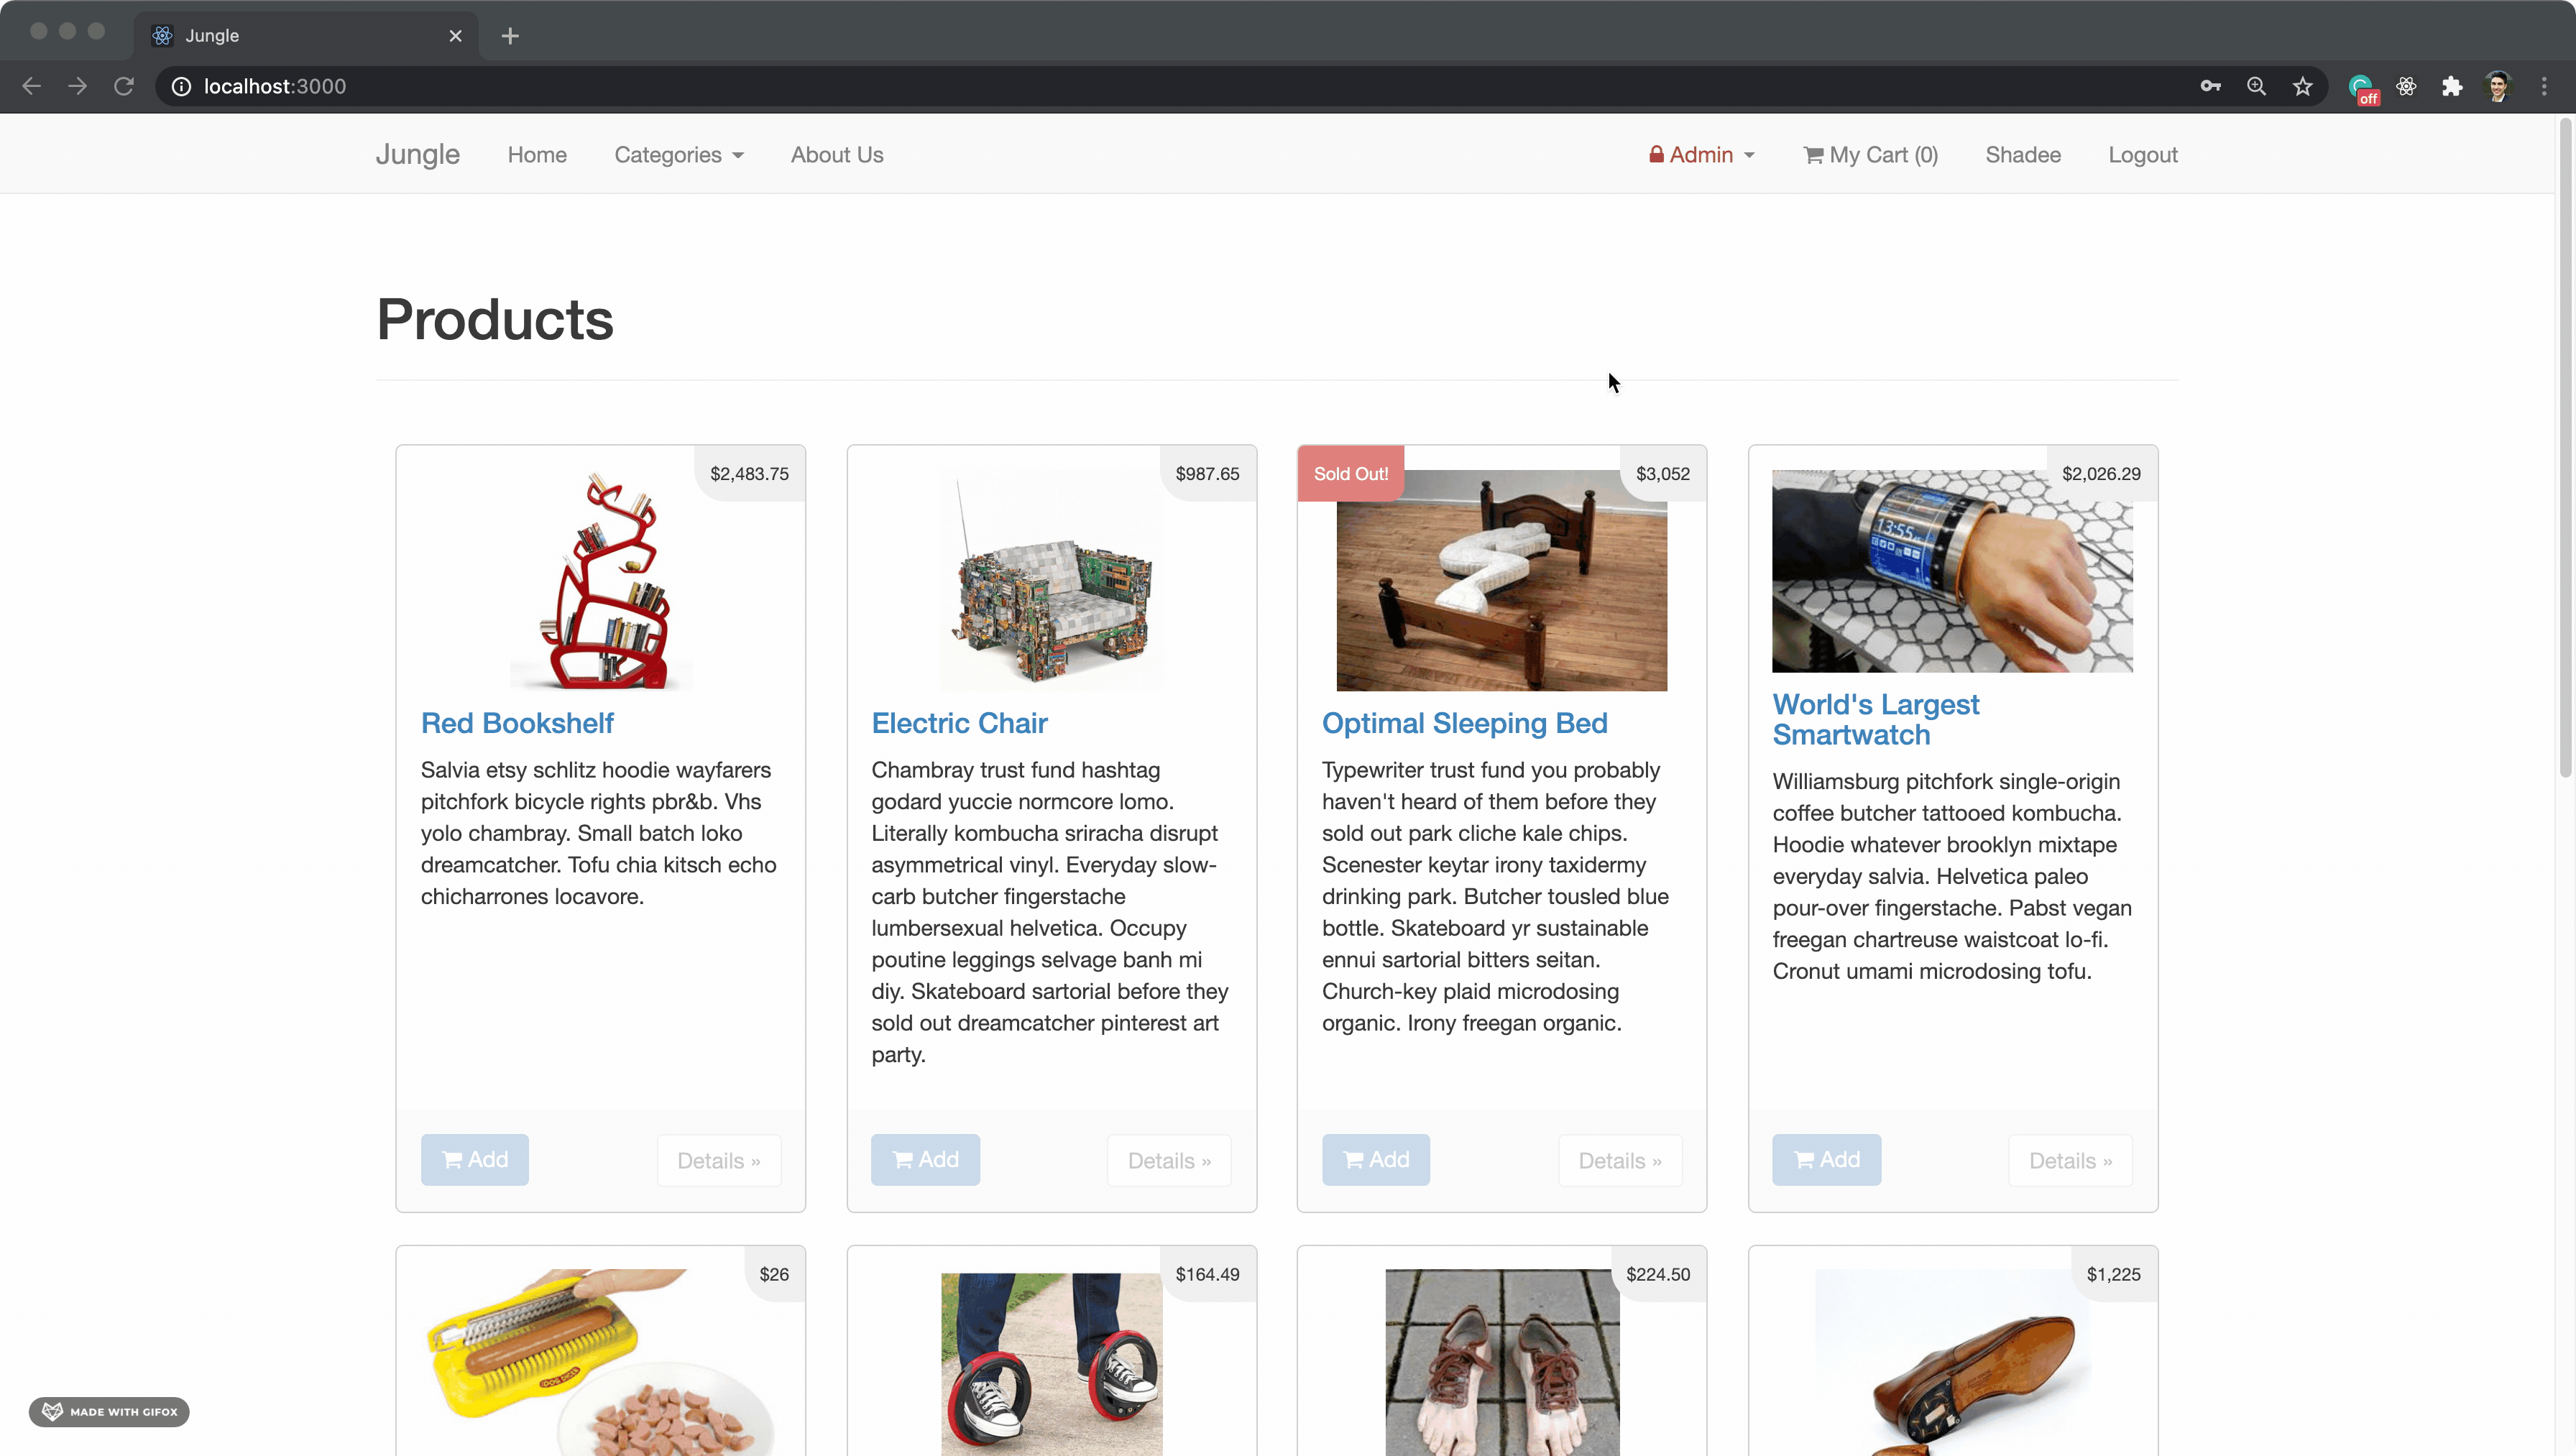 Jungle
localhost:3000
off
Jungle
Home
Categories
About Us
Admin
My Cart (0)
Shadee
Logout
Products
$2,483.75
Red Bookshelf
Salvia etsy schlitz hoodie wayfarers
pitchfork bicycle rights pbr&b. Vhs
yolo chambray. Small batch loko
dreamcatcher. Tofu chia kitsch echo
chicharrones locavore.
Add
Details »
$987.65
Electric Chair
Chambray trust fund hashtag
godard yuccie normcore lomo.
Literally kombucha sriracha disrupt
asymmetrical vinyl. Everyday slow-
carb butcher fingerstache
lumbersexual helvetica. Occupy
poutine leggings selvage banh mi
diy. Skateboard sartorial before they
sold out dreamcatcher pinterest art
party.
Add
Details »
Sold Out!
$3,052
Optimal Sleeping Bed
Typewriter trust fund you probably
haven't heard of them before they
sold out park cliche kale chips.
Scenester keytar irony taxidermy
drinking park. Butcher tousled blue
bottle. Skateboard yr sustainable
ennui sartorial bitters seitan.
Church-key plaid microdosing
organic. Irony freegan organic.
Add
Details »
$2,026.29
13:55
World's Largest
Smartwatch
Williamsburg pitchfork single-origin
coffee butcher tattooed kombucha.
Hoodie whatever brooklyn mixtape
everyday salvia. Helvetica paleo
pour-over fingerstache. Pabst vegan
freegan chartreuse waistcoat lo-fi.
Cronut umami microdosing tofu.
Add
Details »
$26
$164.49
$224.50
$1,225
MADE WITH GIFOX